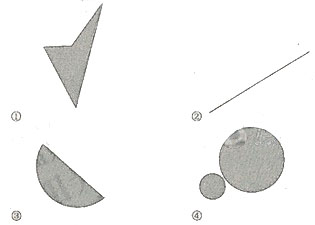 ①
②
③
④